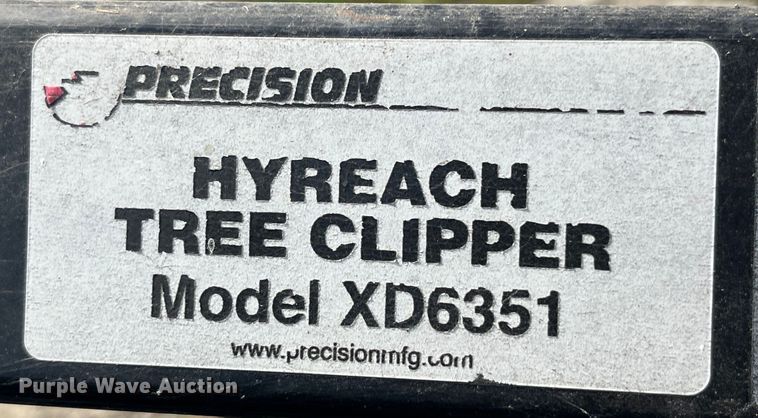 PRECISION
HYREACH
TREE CLIPPER
Model XD6351
www.precisionmfg.com
Purple Wave Auction